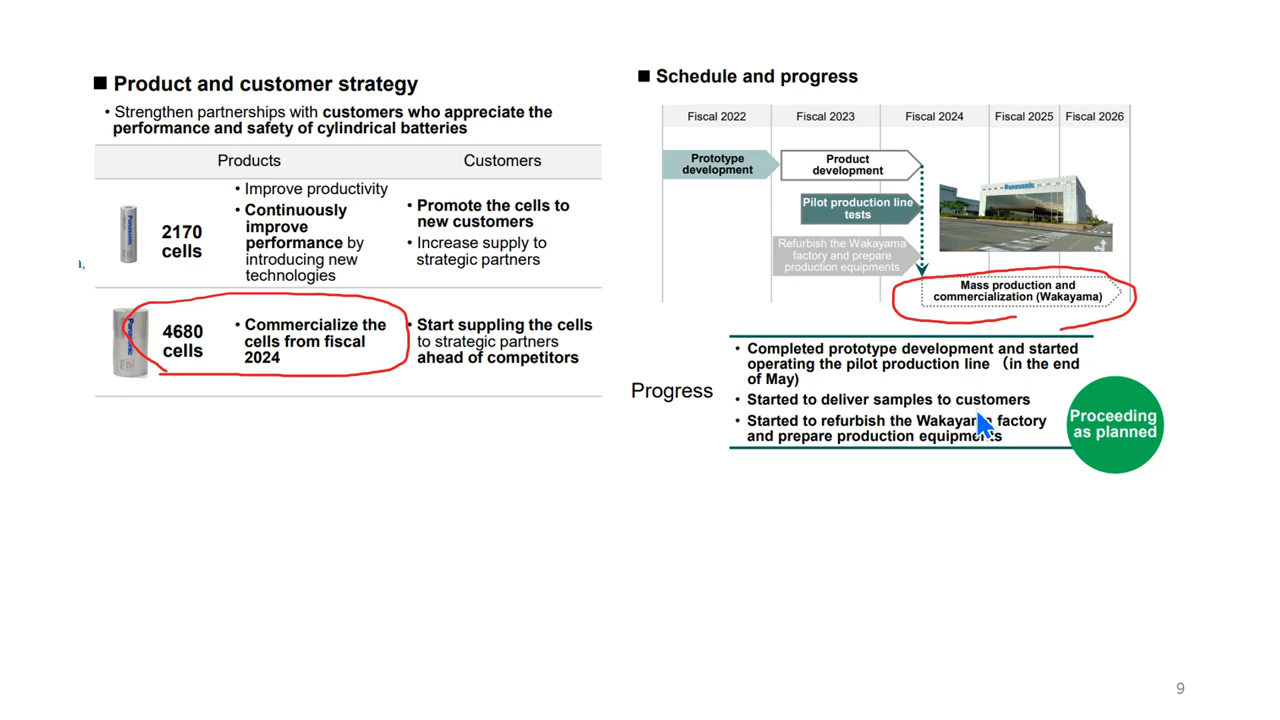 ■ Product and customer strategy
• Strengthen partnerships with customers who appreciate the
performance and safety of cylindrical batteries
Products
Customers
2170
cells
• Improve productivity
• Continuously
improve
performance by
introducing new
technologies
• Promote the cells to
new customers
• Increase supply to
strategic partners
Panasonic
4680
cells
• Commercialize the
cells from fiscal
2024
• Start suppling the cells
to strategic partners
ahead of competitors
Panasonic
■ Schedule and progress
Fiscal 2022
Fiscal 2023
Fiscal 2024
Fiscal 2025
Fiscal 2026
Prototype
development
Product
development
Pilot production line
tests
Refurbish the Wakayama
factory and prepare
production equipments
Panasonic
Mass production and
commercialization (Wakayama)
Progress
• Completed prototype development and started
operating the pilot production line （in the end
of May)
• Started to deliver samples to customers
• Started to refurbish the Wakayama factory
and prepare production equipments
Proceeding
as planned
9